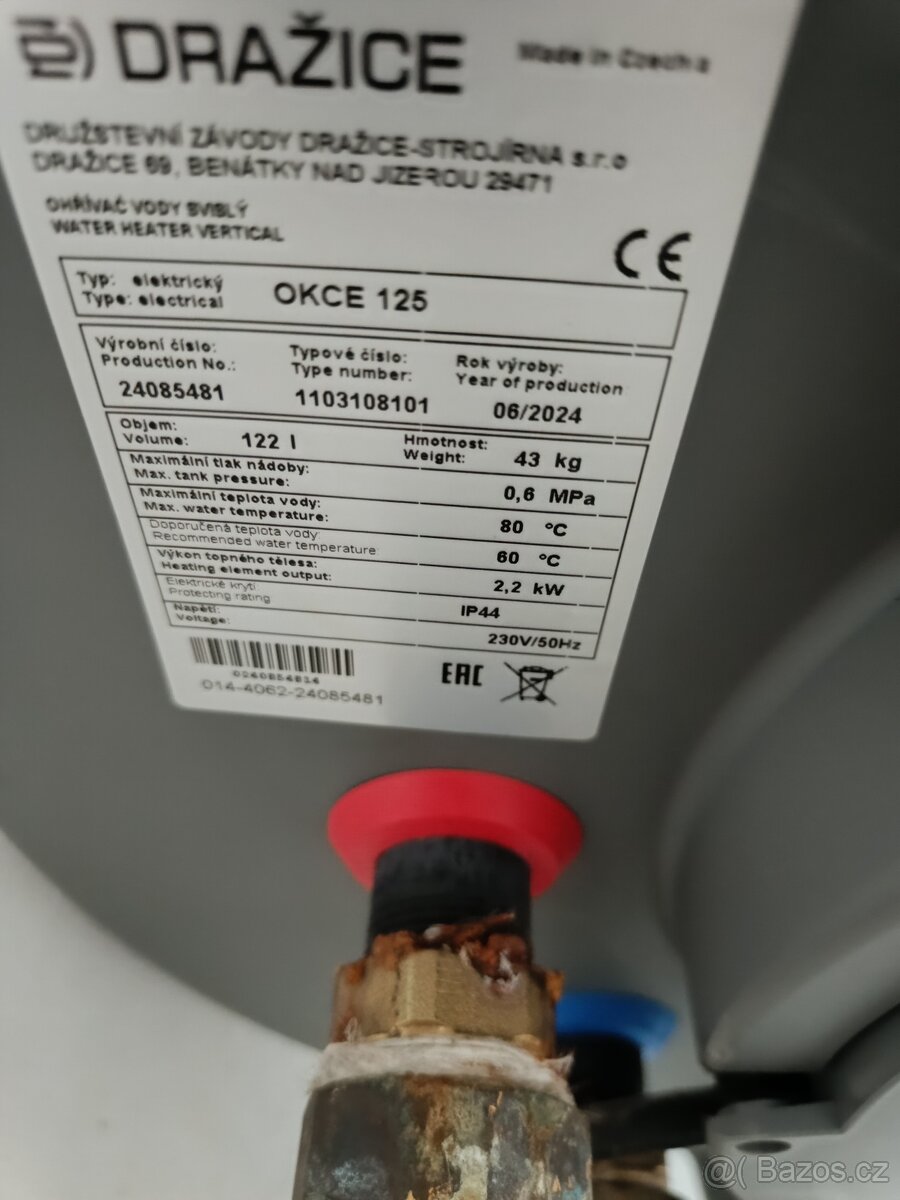 DRAŽICE
Made in Czech
DRUŽSTEVNÍ ZÁVODY DRAŽICE-STROJÍRNA s.r.o
DRAŽICE 69, BENÁTKY NAD JIZEROU 29471
OHŘÍVAČ VODY SVISLÝ
WATER HEATER VERTICAL
CE
Typ: elektrický
Type: electrical
OKCE 125
Výrobní číslo:
Production No.:
24085481
Typové číslo:
Type number:
1103108101
Rok výroby:
Year of production
06/2024
Objem:
Volume:
122 l
Hmotnost:
Weight:
43 kg
Maximální tlak nádoby:
Max. tank pressure:
0,6 MPa
Maximální teplota vody:
Max. water temperature:
80 °C
Doporučená teplota vody:
Recommended water temperature:
60 °C
Výkon topného tělesa:
Heating element output:
2,2 kW
Elektrické krytí
Protecting rating
IP44
Napětí:
Voltage:
230V/50Hz
014-4062-24085481
EAC
@( Bazos.cz